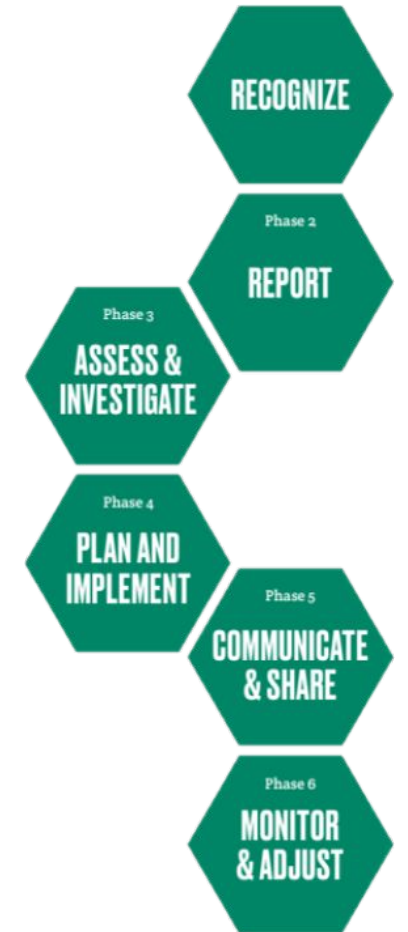 RECOGNIZE
Phase 2
REPORT
Phase 3
ASSESS &
INVESTIGATE
Phase 4
PLAN AND
IMPLEMENT
Phase 5
COMMUNICATE
& SHARE
Phase 6
MONITOR
& ADJUST